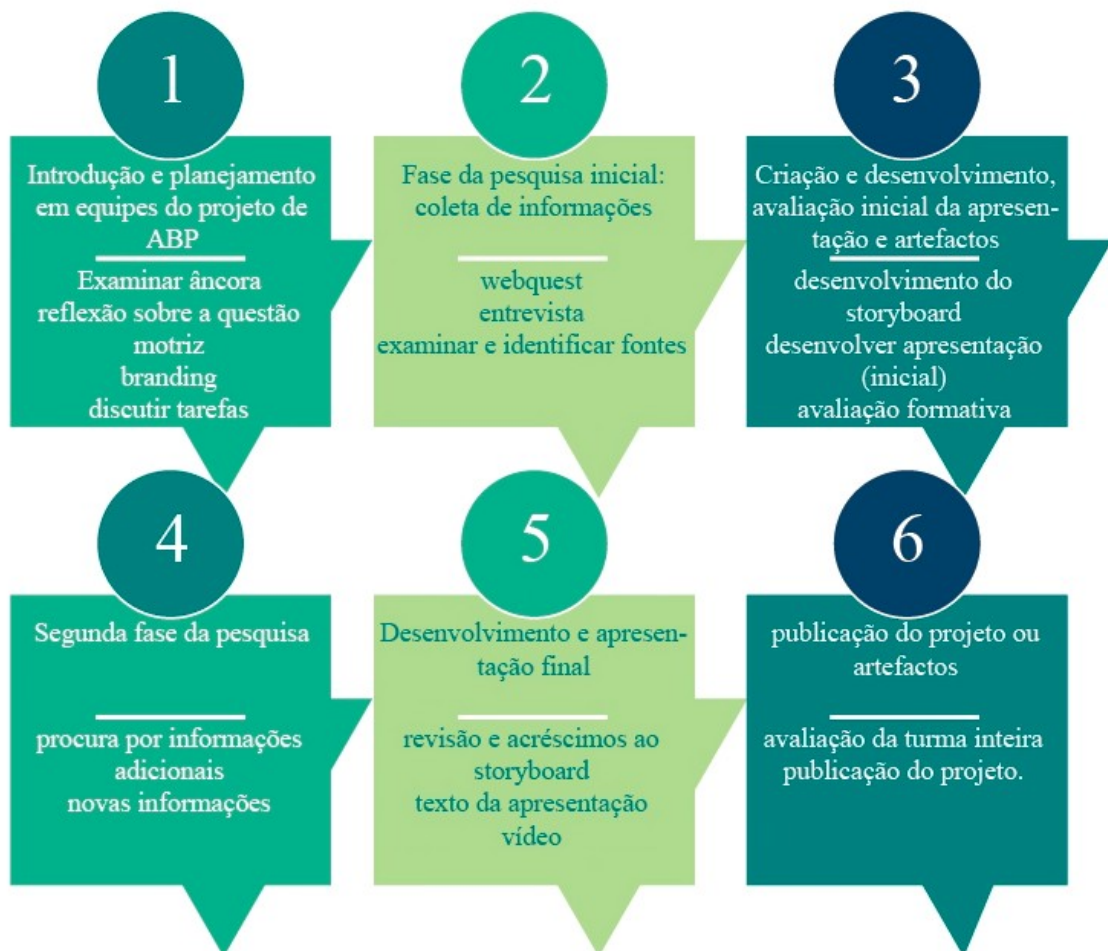 1
Introdução e planejamento
em equipes do projeto de
ABP
Examinar âncora
reflexão sobre a questão
motriz
branding
discutir tarefas
2
Fase da pesquisa inicial:
coleta de informações
webquest
entrevista
examinar e identificar fontes
3
Criação e desenvolvimento,
avaliação inicial da apresen-
tação e artefactos
desenvolvimento do
storyboard
desenvolver apresentação
(inicial)
avaliação formativa
4
Segunda fase da pesquisa
procura por informações
adicionais
novas informações
5
Desenvolvimento e apresen-
tação final
revisão e acréscimos ao
storyboard
texto da apresentação
vídeo
6
publicação do projeto ou
artefactos
avaliação da turma inteira
publicação do projeto.